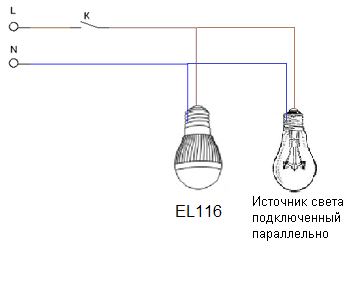 L
К
N
EL116
Источник света
подключенный
параллельно